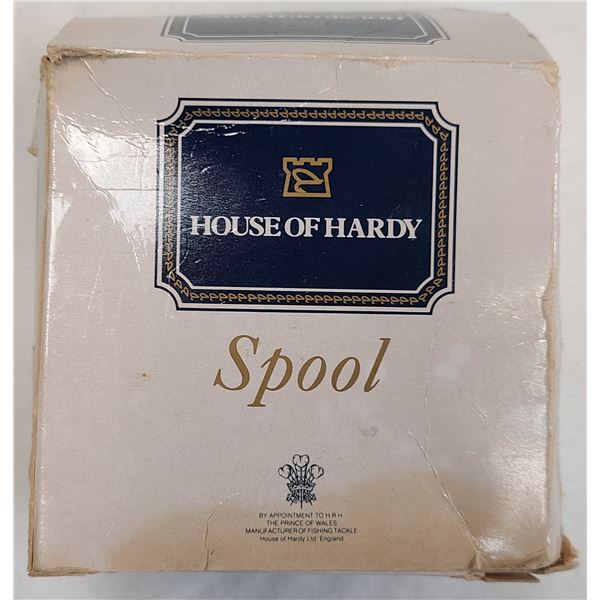 HOUSE OF HARDY
Spool
BY APPOINTMENT TO H.R.H
THE PRINCE OF WALES
MANUFACTURER OF FISHING TACKLE
House of Hardy Ltd England